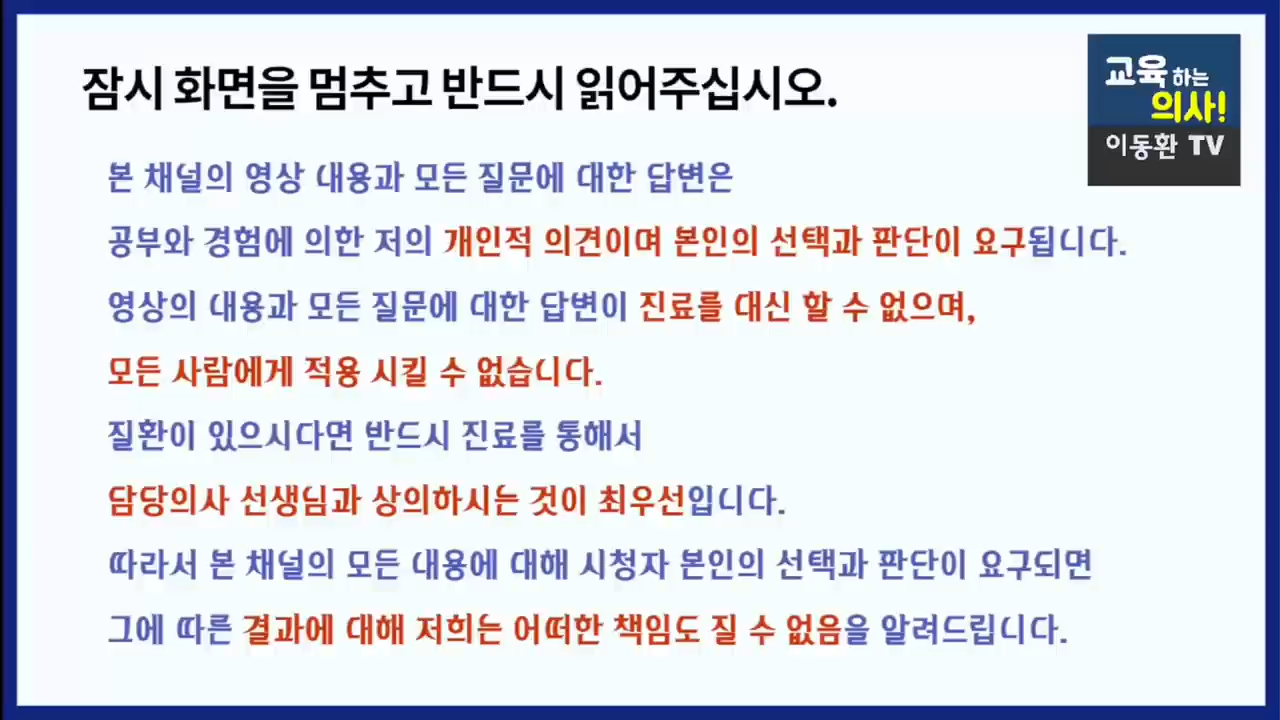 잠시 화면을 멈추고 반드시 읽어주십시오.
교육하는
의사!
이동환 TV
본 채널의 영상 내용과 모든 질문에 대한 답변은
공부와 경험에 의한 저의 개인적 의견이며 본인의 선택과 판단이 요구됩니다.
영상의 내용과 모든 질문에 대한 답변이 진료를 대신 할 수 없으며,
모든 사람에게 적용 시킬 수 없습니다.
질환이 있으시다면 반드시 진료를 통해서
담당의사 선생님과 상의하시는 것이 최우선입니다.
따라서 본 채널의 모든 내용에 대해 시청자 본인의 선택과 판단이 요구되면
그에 따른 결과에 대해 저희는 어떠한 책임도 질 수 없음을 알려드립니다.